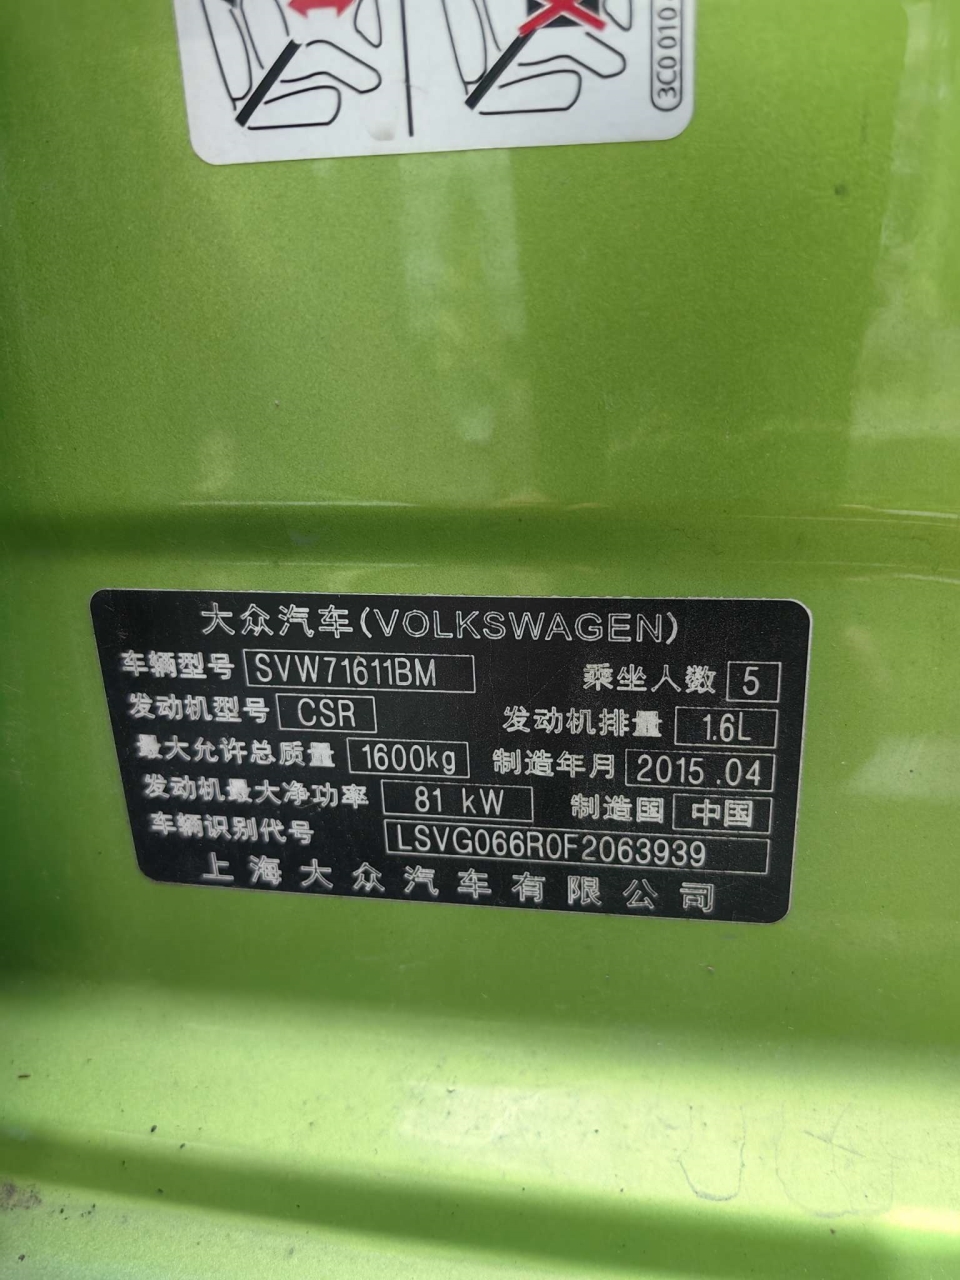 3C0 010
大众汽车(VOLKSWAGEN)
车辆型号 SVW71611BM 乘坐人数 5
发动机型号 CSR 发动机排量 1.6L
最大允许总质量 1600kg 制造年月 2015.04
发动机最大净功率 81 kW 制造国 中国
车辆识别代号 LSVG066R0F2063939
上海大众汽车有限公司